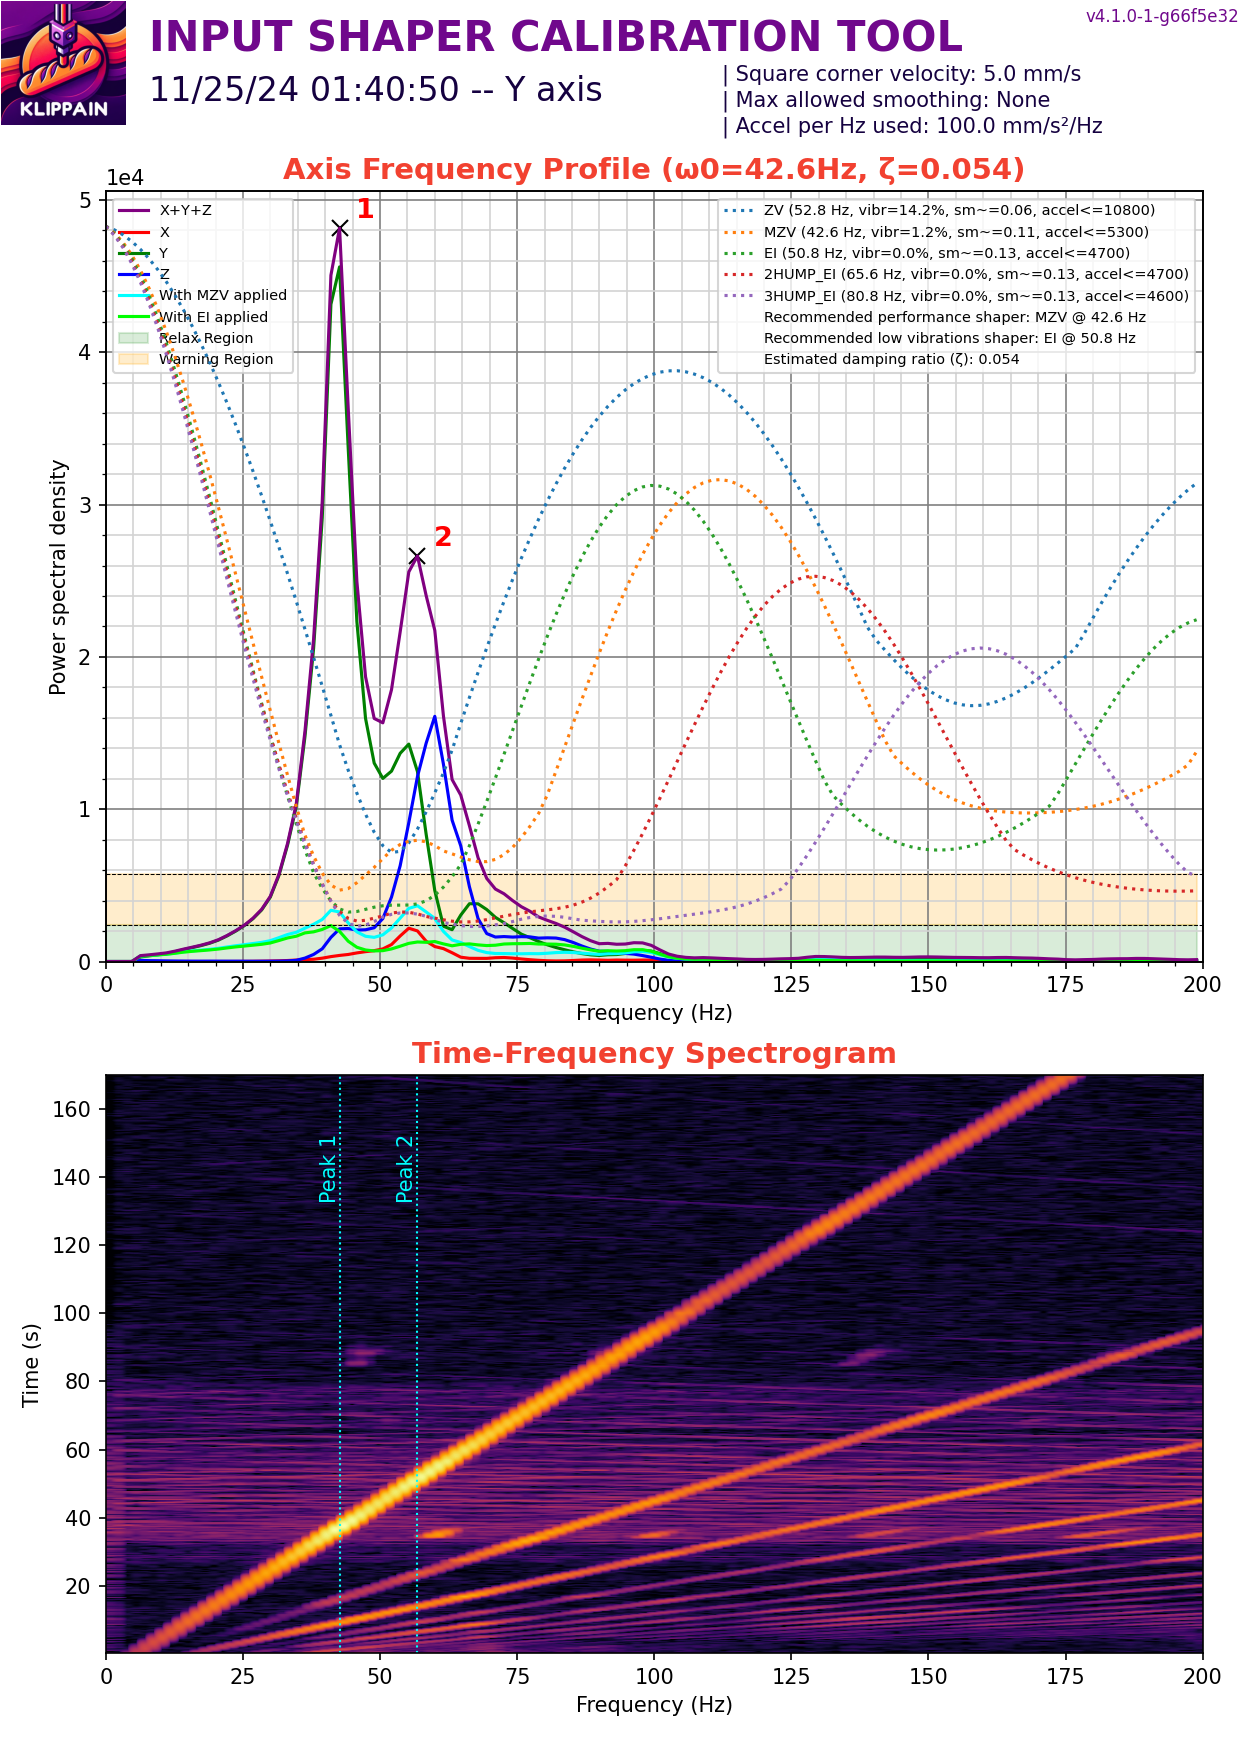 v4.1.0-1-g66f5e32
INPUT SHAPER CALIBRATION TOOL
11/25/24 01:40:50 -- Y axis
| Square corner velocity: 5.0 mm/s
| Max allowed smoothing: None
| Accel per Hz used: 100.0 mm/s²/Hz
KLIPPAIN
Axis Frequency Profile (ω0=42.6Hz, ζ=0.054)
1e4
5
4
3
2
1
0
Power spectral density
X+Y+Z
X
Y
Z
With MZV applied
With EI applied
Relax Region
Warning Region
1
2
ZV (52.8 Hz, vibr=14.2%, sm~=0.06, accel<=10800)
MZV (42.6 Hz, vibr=1.2%, sm~=0.11, accel<=5300)
EI (50.8 Hz, vibr=0.0%, sm~=0.13, accel<=4700)
2HUMP_EI (65.6 Hz, vibr=0.0%, sm~=0.13, accel<=4700)
3HUMP_EI (80.8 Hz, vibr=0.0%, sm~=0.13, accel<=4600)
Recommended performance shaper: MZV @ 42.6 Hz
Recommended low vibrations shaper: EI @ 50.8 Hz
Estimated damping ratio (ζ): 0.054
0 25 50 75 100 125 150 175 200
Frequency (Hz)
Time-Frequency Spectrogram
160
140
120
100
80
60
40
20
Time (s)
Peak 1
Peak 2
0 25 50 75 100 125 150 175 200
Frequency (Hz)